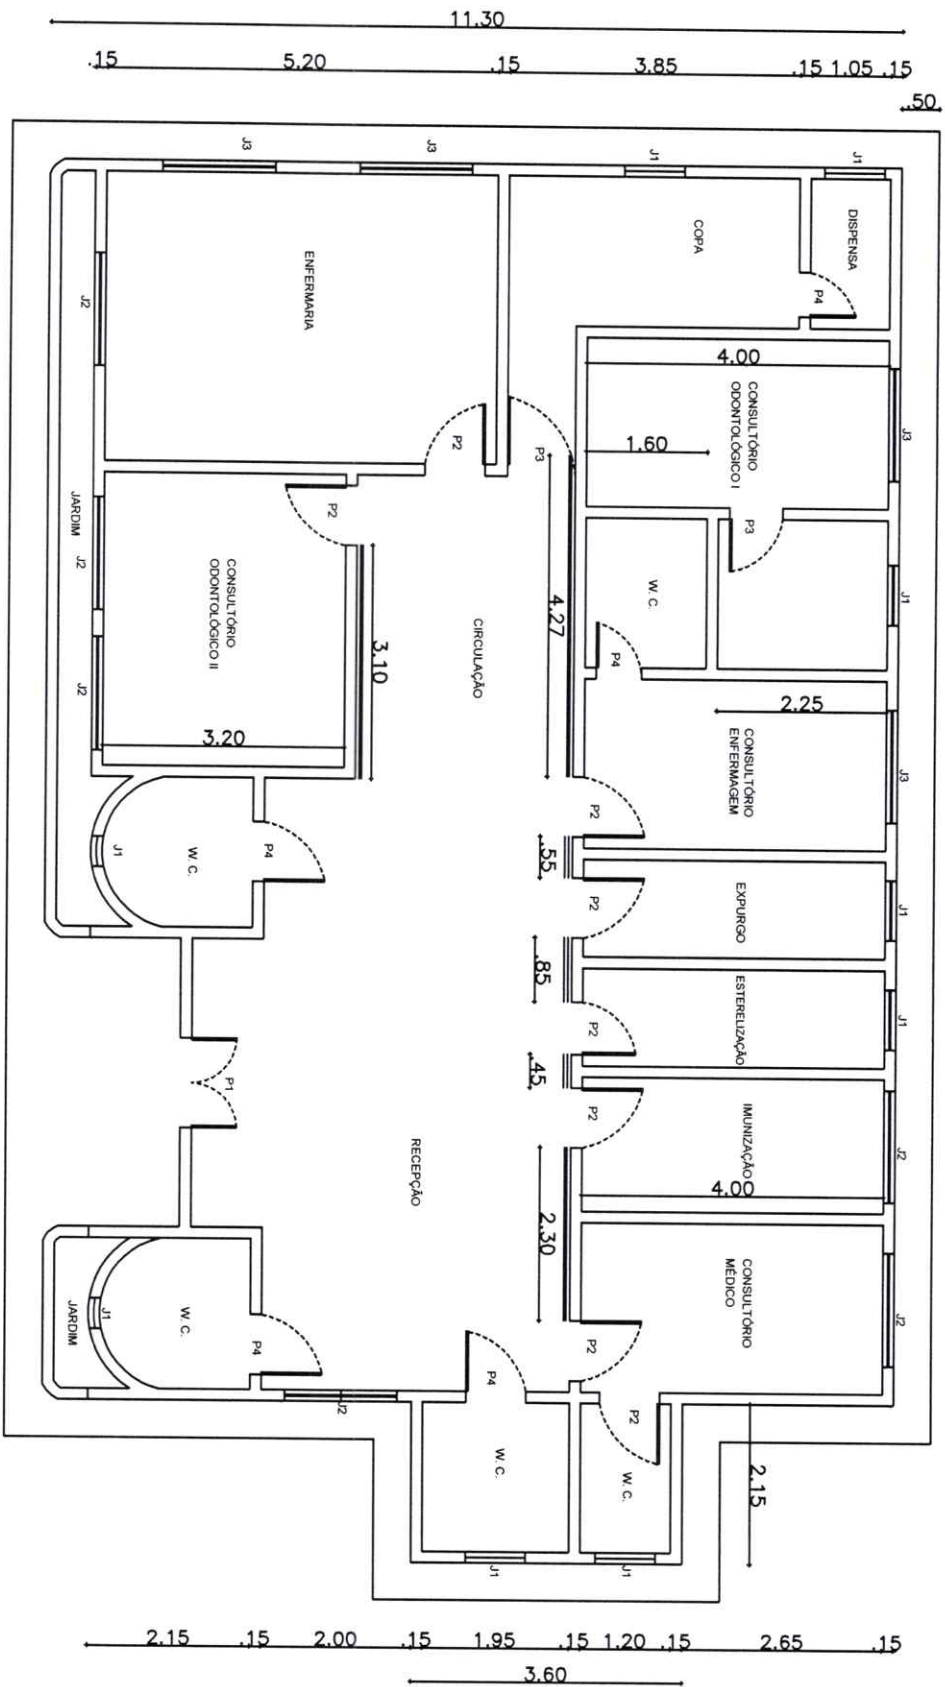 11.30
.15 5.20 .15 3.85 .15 1.05 .15
.50
J3
J3
J1
J1
DISPENSA
COPA
P4
ENFERMARIA
J2
4.00
CONSULTÓRIO
ODONTOLÓGICO I
J3
1.60
P2
P3
P3
JARDIM
J2
P2
CONSULTÓRIO
ODONTOLÓGICO II
W. C.
J1
4.27
CIRCULAÇÃO
3.10
P4
J2
3.20
2.25
CONSULTÓRIO
ENFERMAGEM
J3
P2
J1
W. C.
P4
.55
P2
EXPURGO
J1
.85
P2
ESTERELIZAÇÃO
J1
P1
.45
P2
RECEPÇÃO
IMUNIZAÇÃO
J2
4.00
2.30
CONSULTÓRIO
MÉDICO
J2
JARDIM
J1
W. C.
P4
P2
P4
J2
P2
W. C.
W. C.
2.15
J1
J1
2.15 .15 2.00 .15 1.95 .15 1.20 .15 2.65 .15
3.60